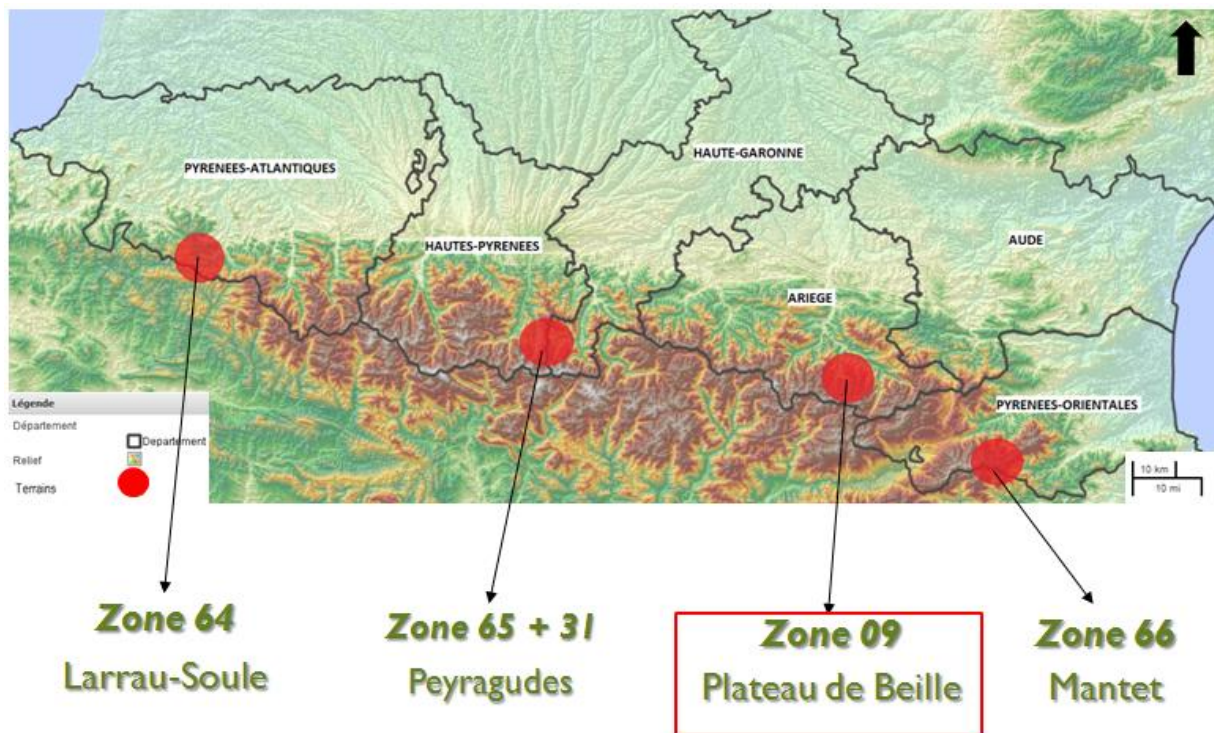 PYRENEES-ATLANTIQUES
HAUTES-PYRENEES
HAUTE-GARONNE
ARIEGE
AUDE
PYRENEES-ORIENTALES
Légende
Département
Departement
Relief
Terrains
10 km
10 mi
Zone 64
Larrau-Soule
Zone 65 + 31
Peyragudes
Zone 09
Plateau de Beille
Zone 66
Mantet